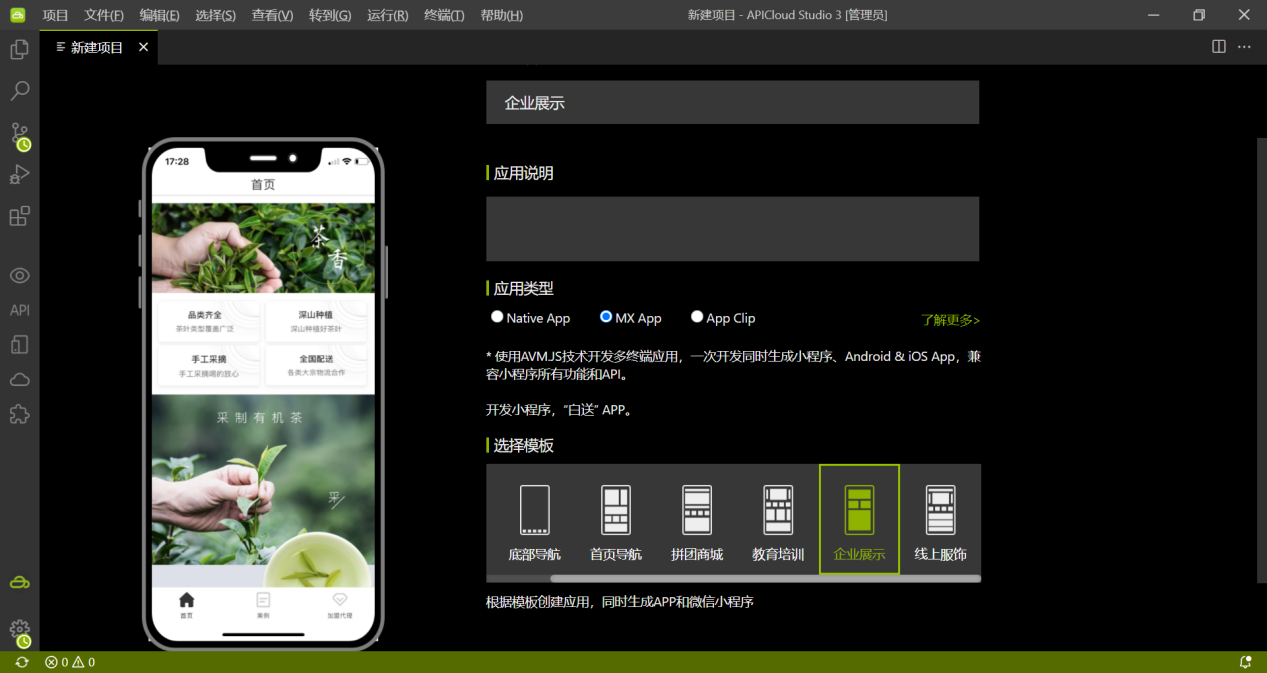 项目 文件(F) 编辑(E) 选择(S) 查看(V) 转到(G) 运行(R) 终端(T) 帮助(H) 新建项目 - APICloud Studio 3 [管理员]
新建项目
企业展示
应用说明
应用类型
Native App MX App App Clip 了解更多>
* 使用AVM.JS技术开发多终端应用，一次开发同时生成小程序、Android & iOS App，兼
容小程序所有功能和API。
开发小程序，“白送” APP。
选择模板
底部导航 首页导航 拼团商城 教育培训 企业展示 线上服饰
根据模板创建应用，同时生成APP和微信小程序
API
17:28
首页
茶香
品类齐全 深山种植
茶叶类型覆盖广泛 深山种植好茶叶
手工采摘 全国配送
手工采摘喝的放心 各类大宗物流合作
采制有机茶
采
首页 案例 加盟代理
0 0